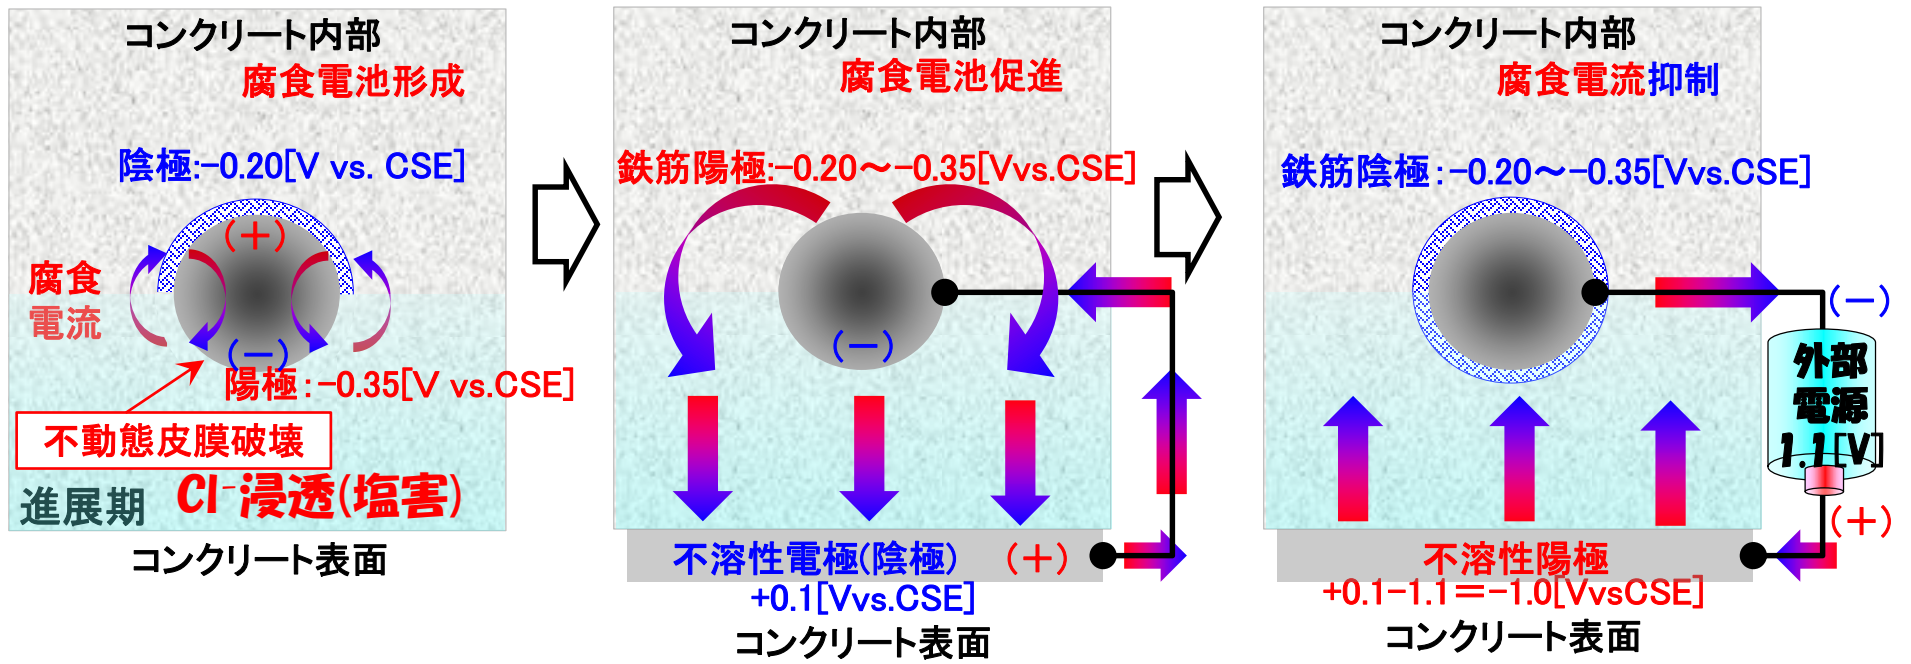 コンクリート内部
腐食電池形成
陰極:-0.20[V vs. CSE]
(+)
腐食
電流
(-)
陽極:-0.35[V vs.CSE]
不動態皮膜破壊
進展期
Cl⁻浸透(塩害)
コンクリート表面
コンクリート内部
腐食電池促進
鉄筋陽極:-0.20～-0.35[Vvs.CSE]
(-)
不溶性電極(陰極) (+)
+0.1[Vvs.CSE]
コンクリート表面
コンクリート内部
腐食電流抑制
鉄筋陰極:-0.20～-0.35[Vvs.CSE]
(-)
外部
電源
1.1[V]
(+)
不溶性陽極
+0.1-1.1=-1.0[VvsCSE]
コンクリート表面